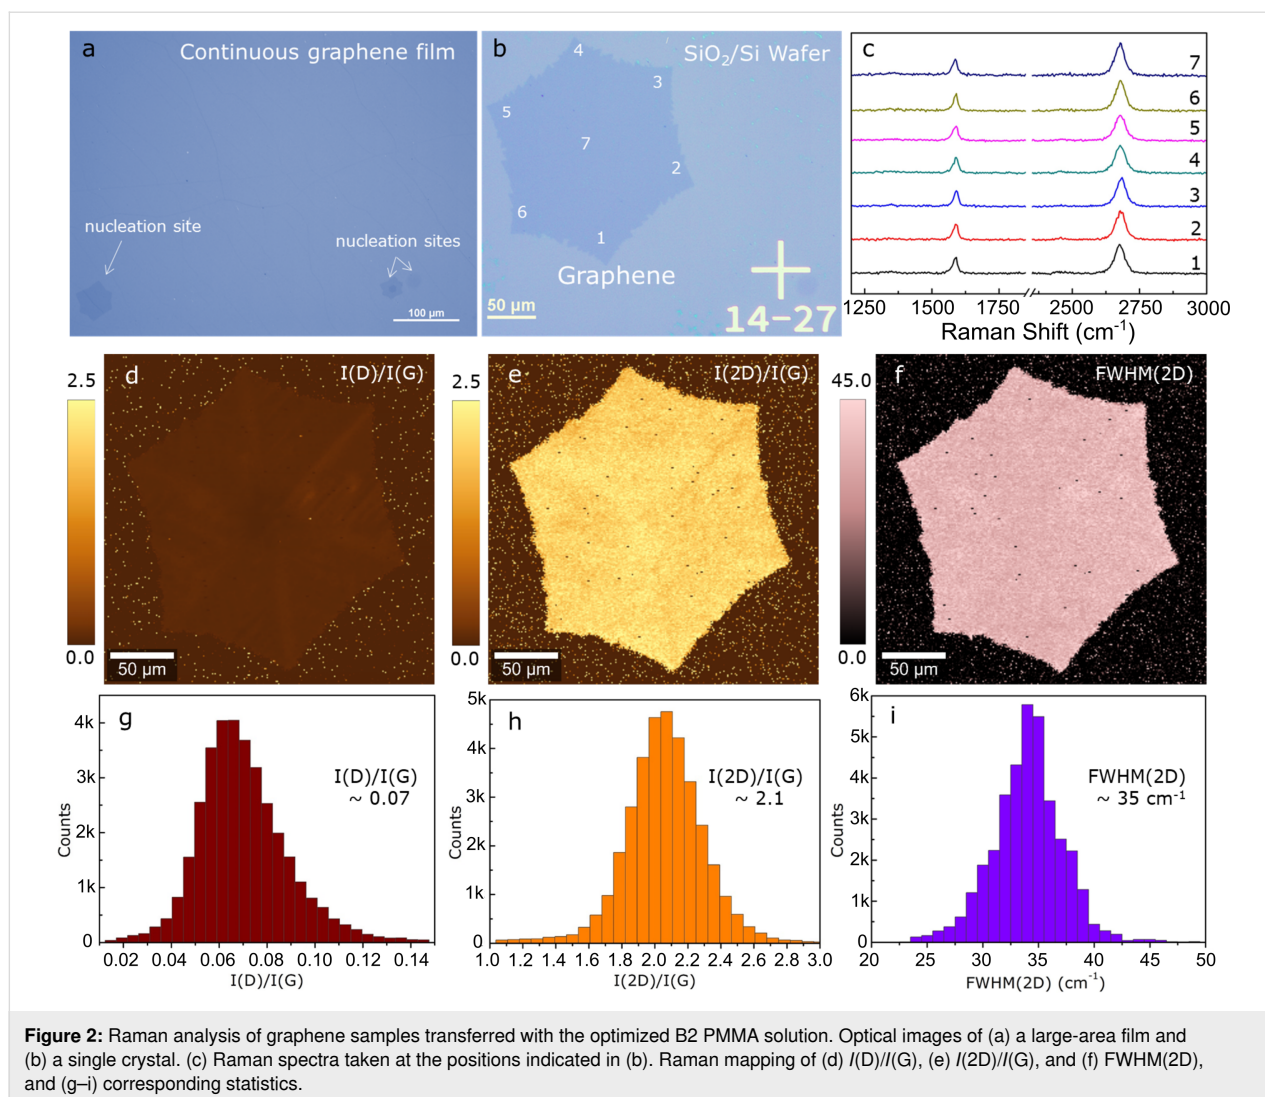 a
Continuous graphene film
nucleation site
nucleation sites
100 µm
b
SiO2/Si Wafer
4
3
5
7
2
6
1
Graphene
50 µm
14-27
c
7
6
5
4
3
2
1
1250 1500 1750 2500 2750 3000
Raman Shift (cm-1)
d
I(D)/I(G)
2.5
0.0
50 µm
e
I(2D)/I(G)
2.5
0.0
50 µm
f
FWHM(2D)
45.0
0.0
50 µm
g
I(D)/I(G)
~ 0.07
4k
3k
2k
1k
0
Counts
0.02 0.04 0.06 0.08 0.10 0.12 0.14
I(D)/I(G)
h
I(2D)/I(G)
~ 2.1
5k
4k
3k
2k
1k
0
Counts
1.0 1.2 1.4 1.6 1.8 2.0 2.2 2.4 2.6 2.8 3.0
I(2D)/I(G)
i
FWHM(2D)
~ 35 cm-1
6k
5k
4k
3k
2k
1k
0
Counts
20 25 30 35 40 45 50
FWHM(2D) (cm-1)
Figure 2: Raman analysis of graphene samples transferred with the optimized B2 PMMA solution. Optical images of (a) a large-area film and
(b) a single crystal. (c) Raman spectra taken at the positions indicated in (b). Raman mapping of (d) I(D)/I(G), (e) I(2D)/I(G), and (f) FWHM(2D),
and (g–i) corresponding statistics.